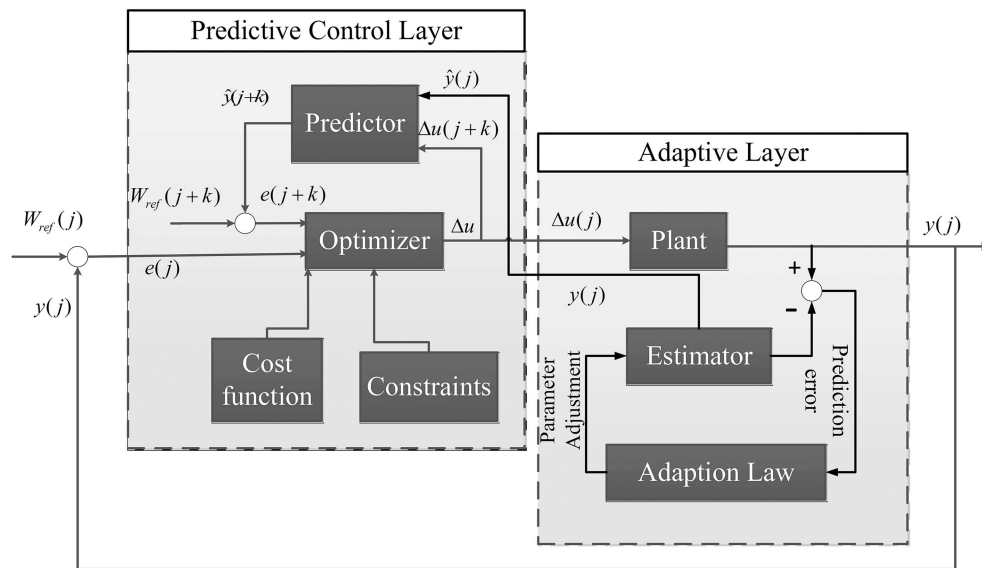 Predictive Control Layer
ŷ(j)
ŷ(j+k)
Predictor
Δu(j+k)
Adaptive Layer
W_ref(j+k)
e(j+k)
W_ref(j)
Optimizer
Δu
Δu(j)
Plant
y(j)
e(j)
+
y(j)
y(j)
-
Cost
function
Constraints
Estimator
Parameter
Adjustment
Prediction
error
Adaption Law